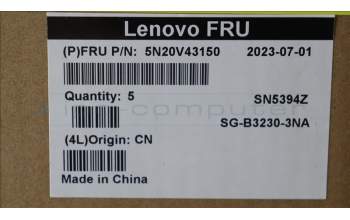 Lenovo FRU
(P)FRU P/N: 5N20V43150 2023-07-01
Quantity: 5 SN5394Z
SG-B3230-3NA
(4L)Origin: CN
Made in China